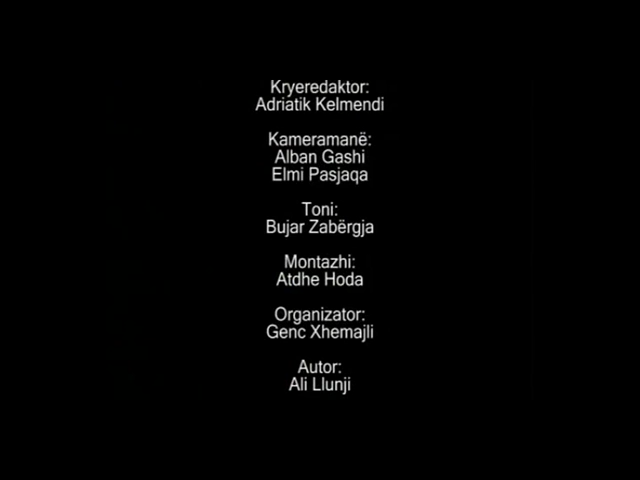 Kryeredaktor:
Adriatik Kelmendi
Kameramanë:
Alban Gashi
Elmi Pasjaqa
Toni:
Bujar Zabërgja
Montazhi:
Atdhe Hoda
Organizator:
Genc Xhemajli
Autor:
Ali Llunji